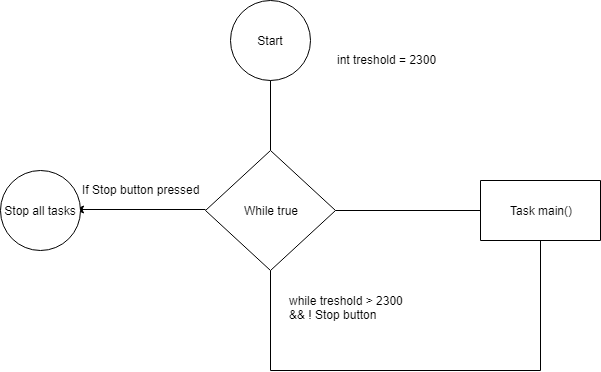 Start
int treshold = 2300
If Stop button pressed
Stop all tasks
While true
Task main()
while treshold > 2300
&& ! Stop button